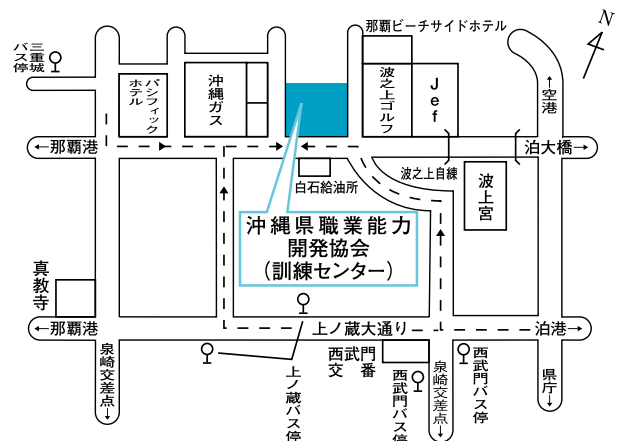 那覇ビーチサイドホテル
N
三重城
バス停
パシフィック
ホテル
沖縄ガス
波之上ゴルフ
Jef
←空港
←那覇港
泊大橋→
白石給油所
波之上自練
波上宮
沖縄県職業能力
開発協会
(訓練センター)
真教寺
←那覇港
上ノ蔵大通り
泊港→
西武門
交番
泉崎交差点→
上ノ蔵バス停
西武門バス停
泉崎交差点→
西武門バス停
県庁→